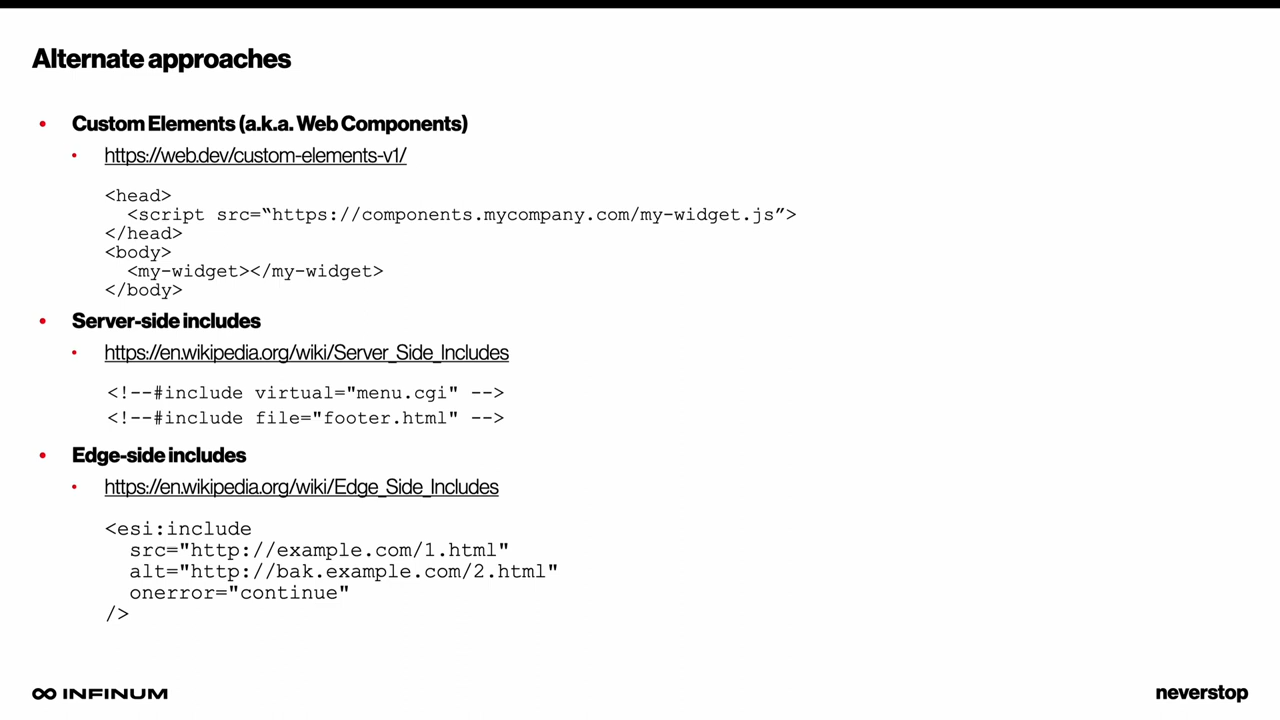 Alternate approaches
• Custom Elements (a.k.a. Web Components)
• https://web.dev/custom-elements-v1/
<head>
  <script src=“https://components.mycompany.com/my-widget.js”>
</head>
<body>
  <my-widget></my-widget>
</body>
• Server-side includes
• https://en.wikipedia.org/wiki/Server_Side_Includes
<!--#include virtual="menu.cgi" -->
<!--#include file="footer.html" -->
• Edge-side includes
• https://en.wikipedia.org/wiki/Edge_Side_Includes
<esi:include
  src="http://example.com/1.html"
  alt="http://bak.example.com/2.html"
  onerror="continue"
/>
INFINUM
neverstop